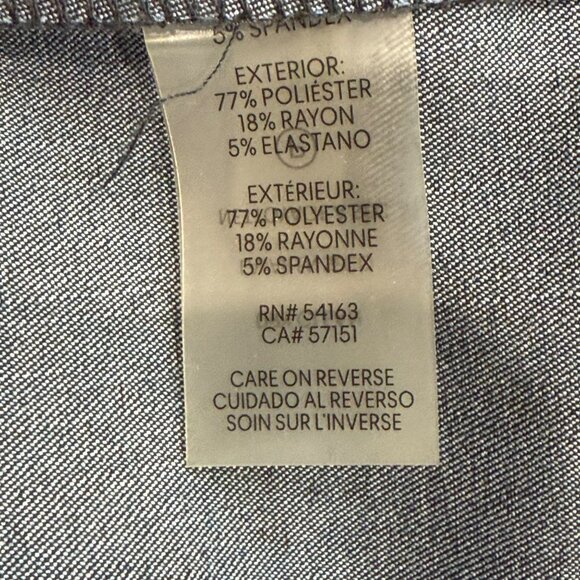 5% SPANDEX
EXTERIOR:
77% POLIÉSTER
18% RAYON
5% ELASTANO
EXTÉRIEUR:
77% POLYESTER
18% RAYONNE
5% SPANDEX
RN# 54163
CA# 57151
CARE ON REVERSE
CUIDADO AL REVERSO
SOIN SUR L'INVERSE